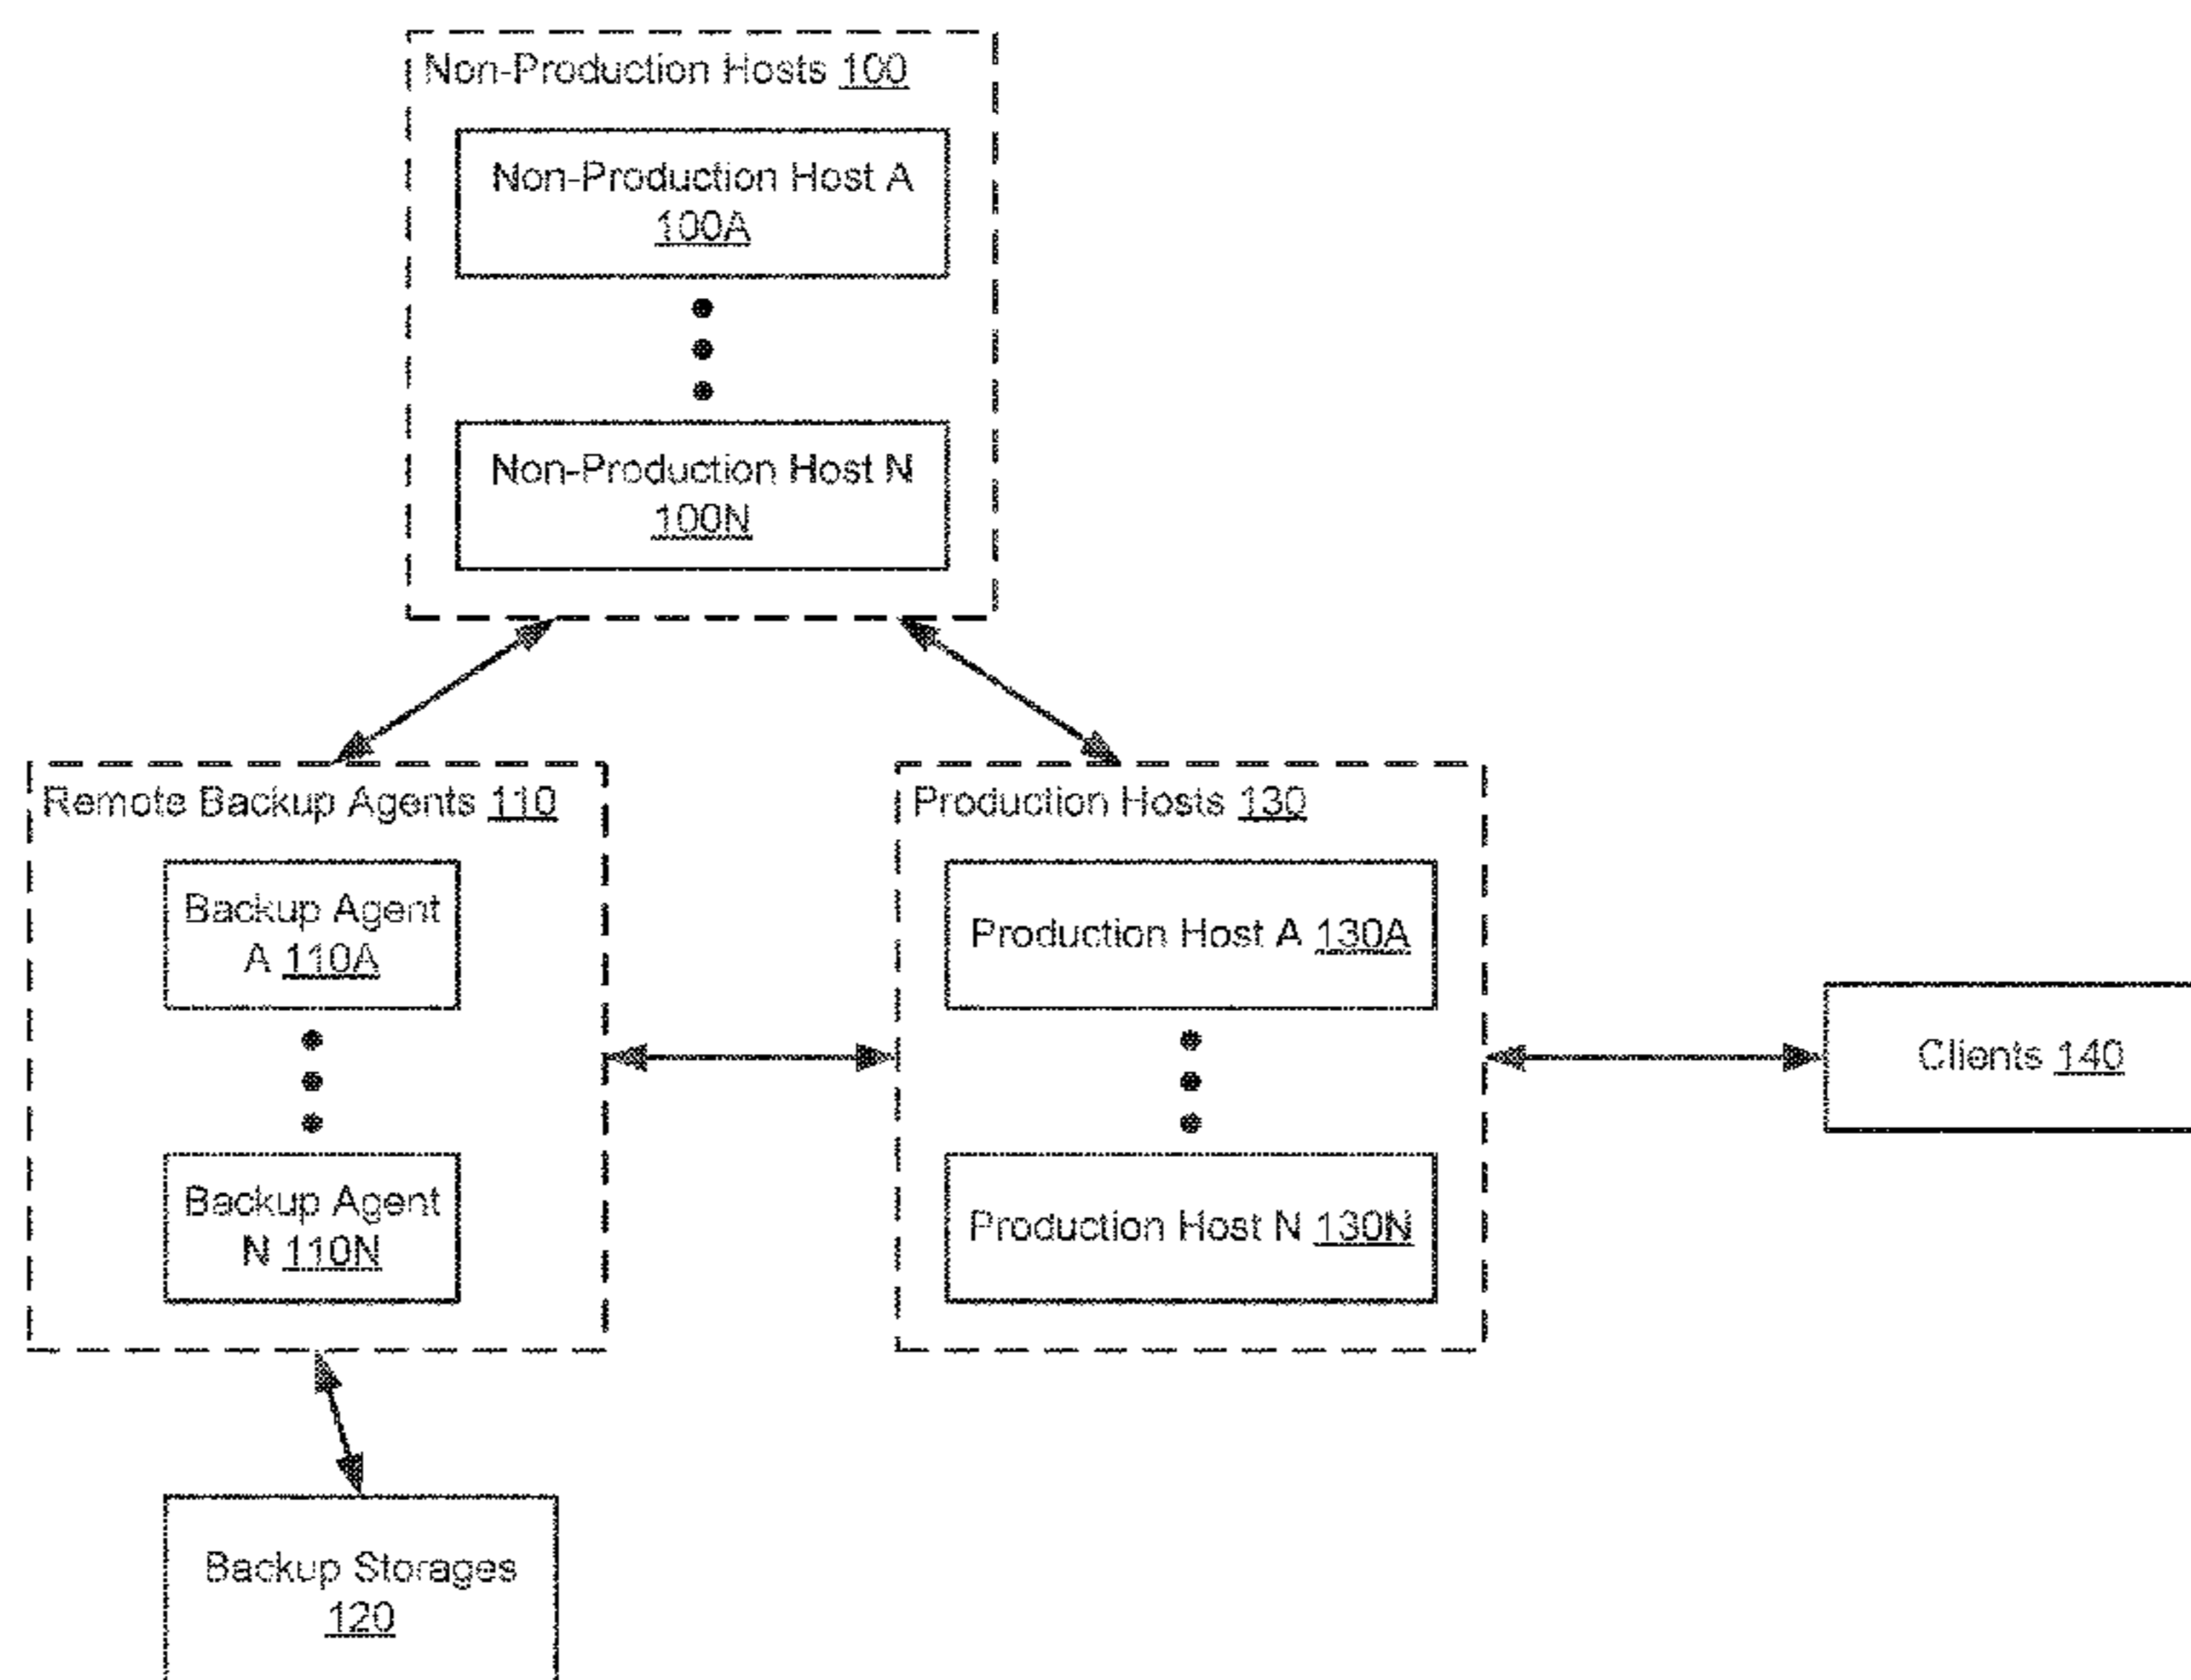 Non-Production Hosts 100
Non-Production Host A
100A
Non-Production Host N
100N
Remote Backup Agents 110
Backup Agent
A 110A
Backup Agent
N 110N
Production Hosts 130
Production Host A 130A
Production Host N 130N
Clients 140
Backup Storages
120